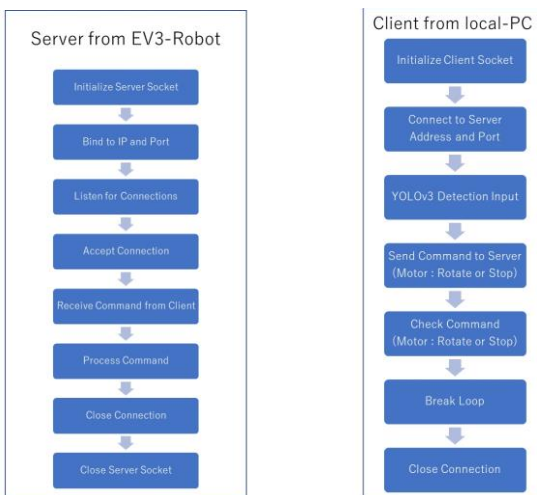 Server from EV3-Robot
Initialize Server Socket
Bind to IP and Port
Listen for Connections
Accept Connection
Receive Command from Client
Process Command
Close Connection
Close Server Socket
Client from local-PC
Initialize Client Socket
Connect to Server
Address and Port
YOLOv3 Detection Input
Send Command to Server
(Motor : Rotate or Stop)
Check Command
(Motor : Rotate or Stop)
Break Loop
Close Connection